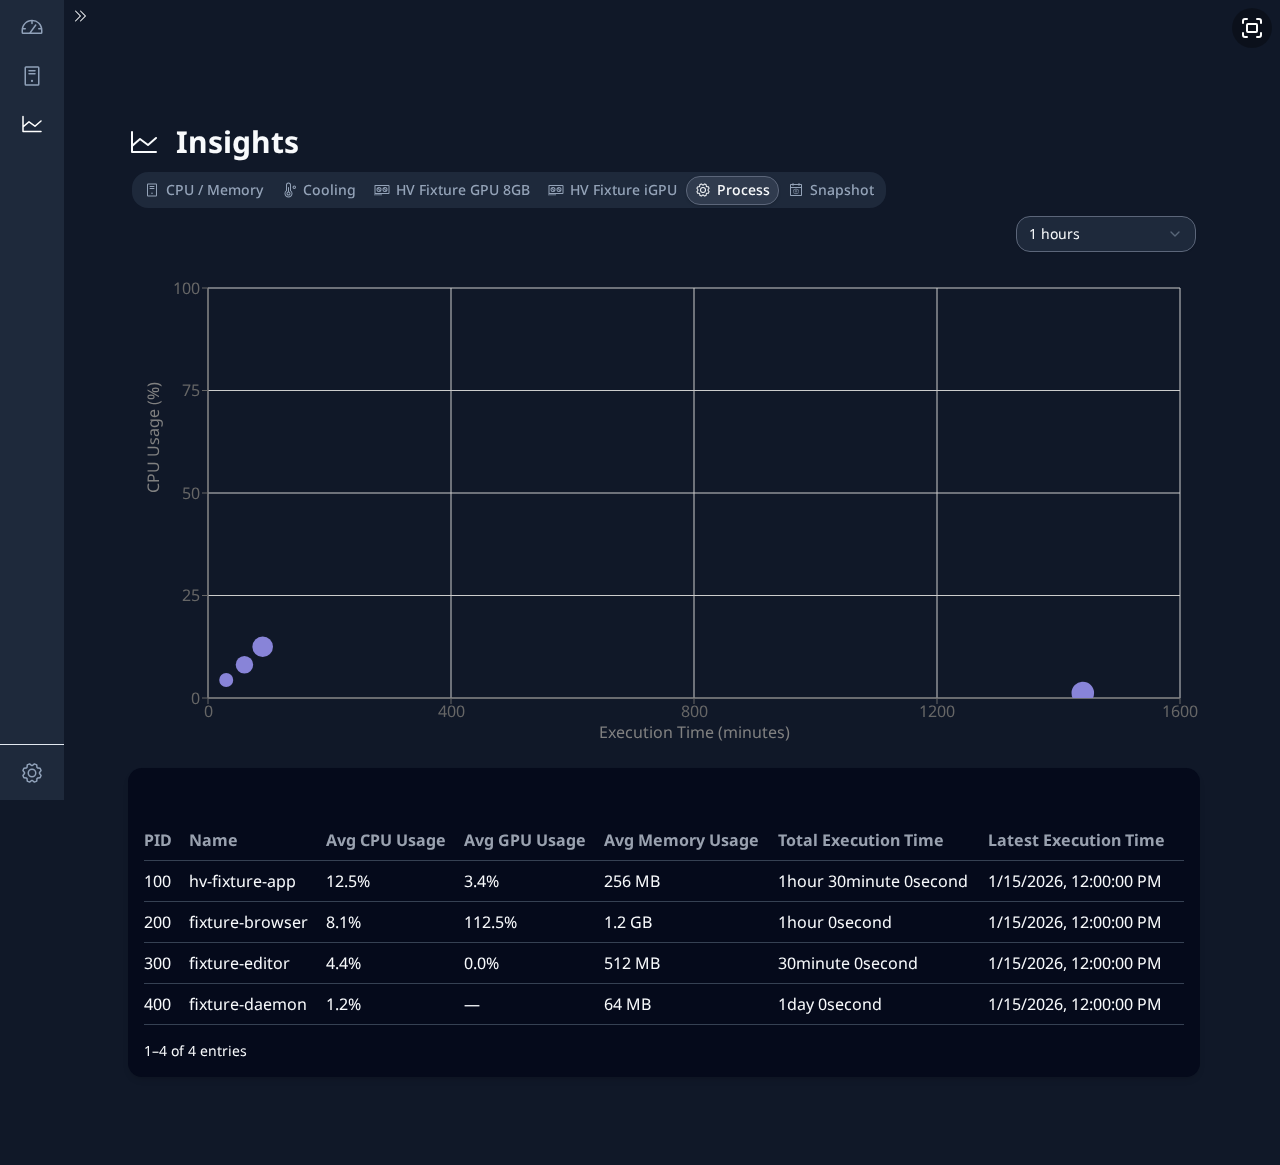 Insights
CPU / Memory Cooling HV Fixture GPU 8GB HV Fixture iGPU Process Snapshot
1 hours
100
75
50
25
0
CPU Usage (%)
0 400 800 1200 1600
Execution Time (minutes)
PID Name Avg CPU Usage Avg GPU Usage Avg Memory Usage Total Execution Time Latest Execution Time
100 hv-fixture-app 12.5% 3.4% 256 MB 1hour 30minute 0second 1/15/2026, 12:00:00 PM
200 fixture-browser 8.1% 112.5% 1.2 GB 1hour 0second 1/15/2026, 12:00:00 PM
300 fixture-editor 4.4% 0.0% 512 MB 30minute 0second 1/15/2026, 12:00:00 PM
400 fixture-daemon 1.2% — 64 MB 1day 0second 1/15/2026, 12:00:00 PM
1–4 of 4 entries